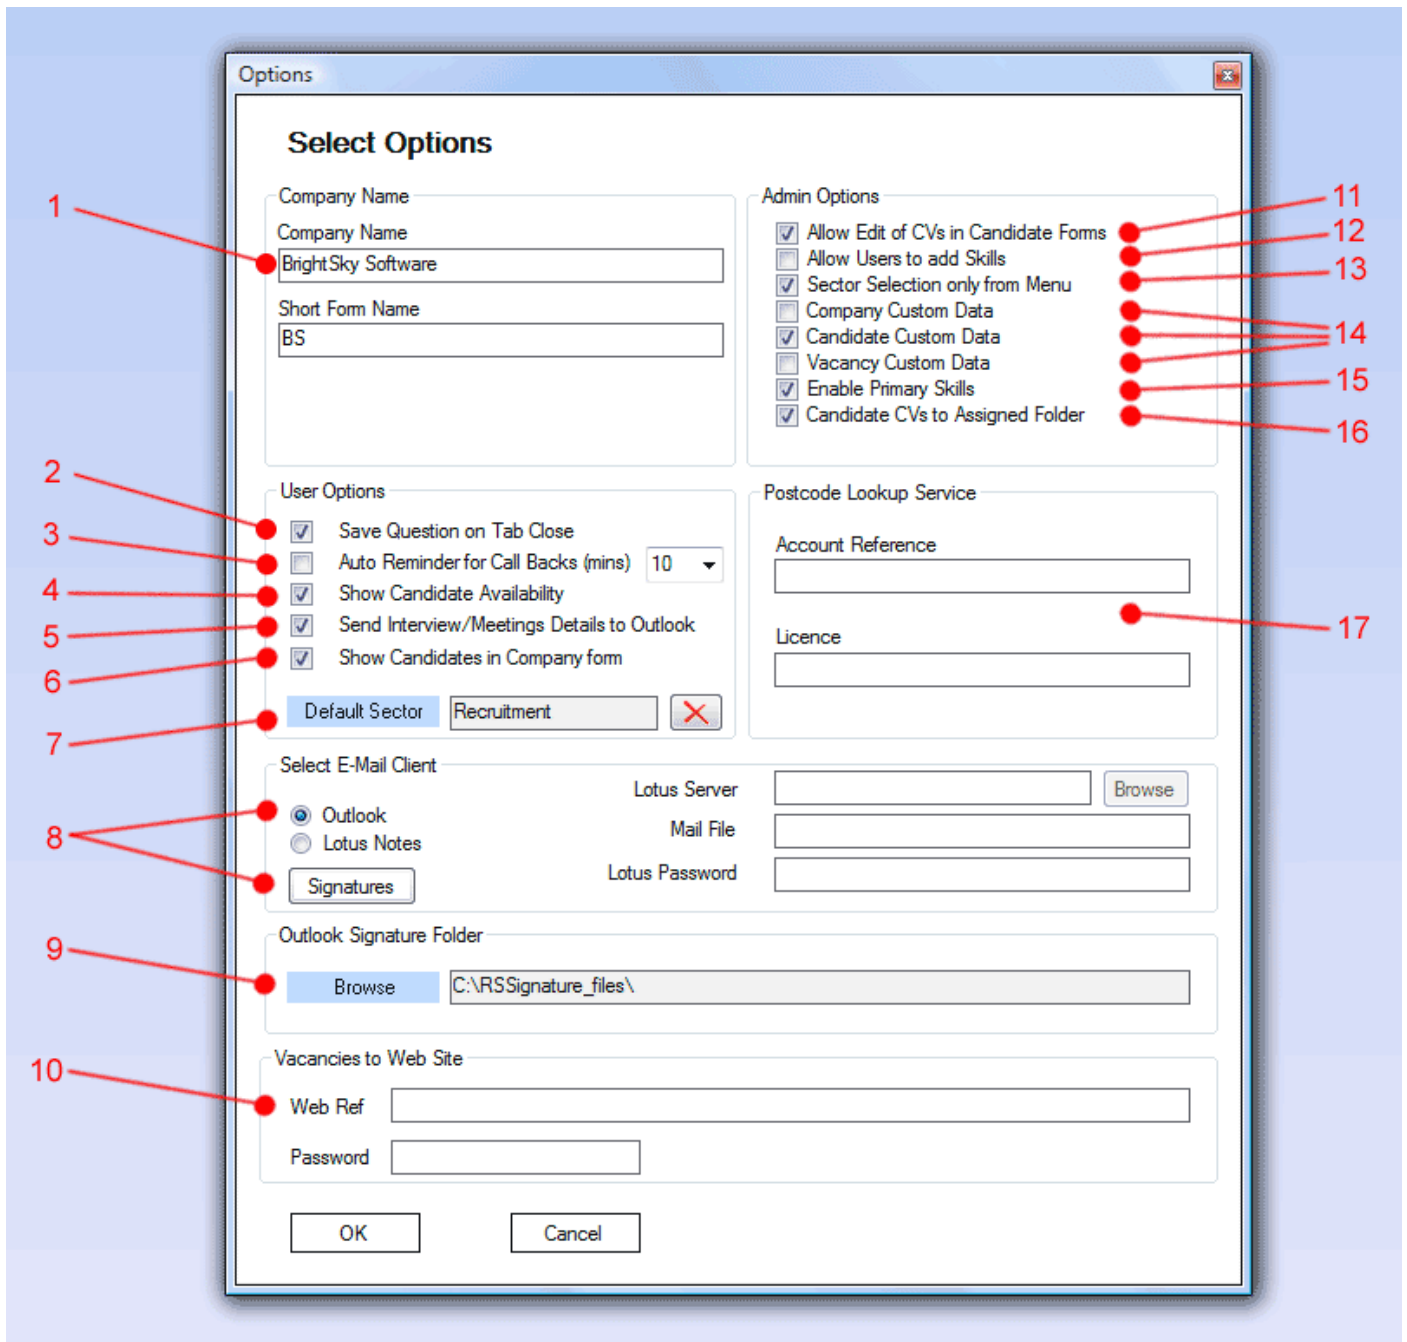 Options
Select Options
Company Name
Company Name
BrightSky Software
Short Form Name
BS
1
Admin Options
Allow Edit of CVs in Candidate Forms
Allow Users to add Skills
Sector Selection only from Menu
Company Custom Data
Candidate Custom Data
Vacancy Custom Data
Enable Primary Skills
Candidate CVs to Assigned Folder
11
12
13
14
15
16
User Options
2
Save Question on Tab Close
3
Auto Reminder for Call Backs (mins) 10
4
Show Candidate Availability
5
Send Interview/Meetings Details to Outlook
6
Show Candidates in Company form
7
Default Sector Recruitment
Postcode Lookup Service
Account Reference
Licence
17
Select E-Mail Client
8
Outlook
Lotus Notes
Signatures
Lotus Server Browse
Mail File
Lotus Password
Outlook Signature Folder
9
Browse C:\RSSignature_files\
Vacancies to Web Site
10
Web Ref
Password
OK Cancel